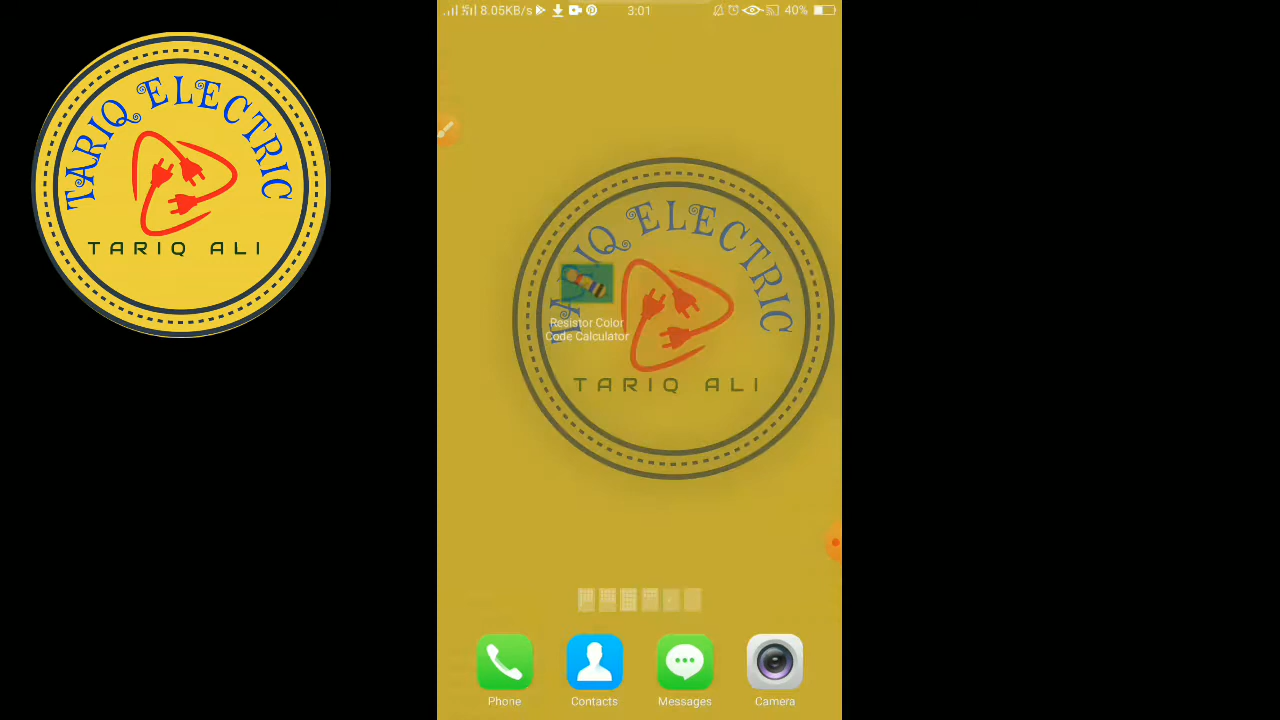 TARIQ ELECTRIC
TARIQ ALI
8.05KB/s
3:01
40%
TARIQ ELECTRIC
Resistor Color
Code Calculator
TARIQ ALI
Phone
Contacts
Messages
Camera